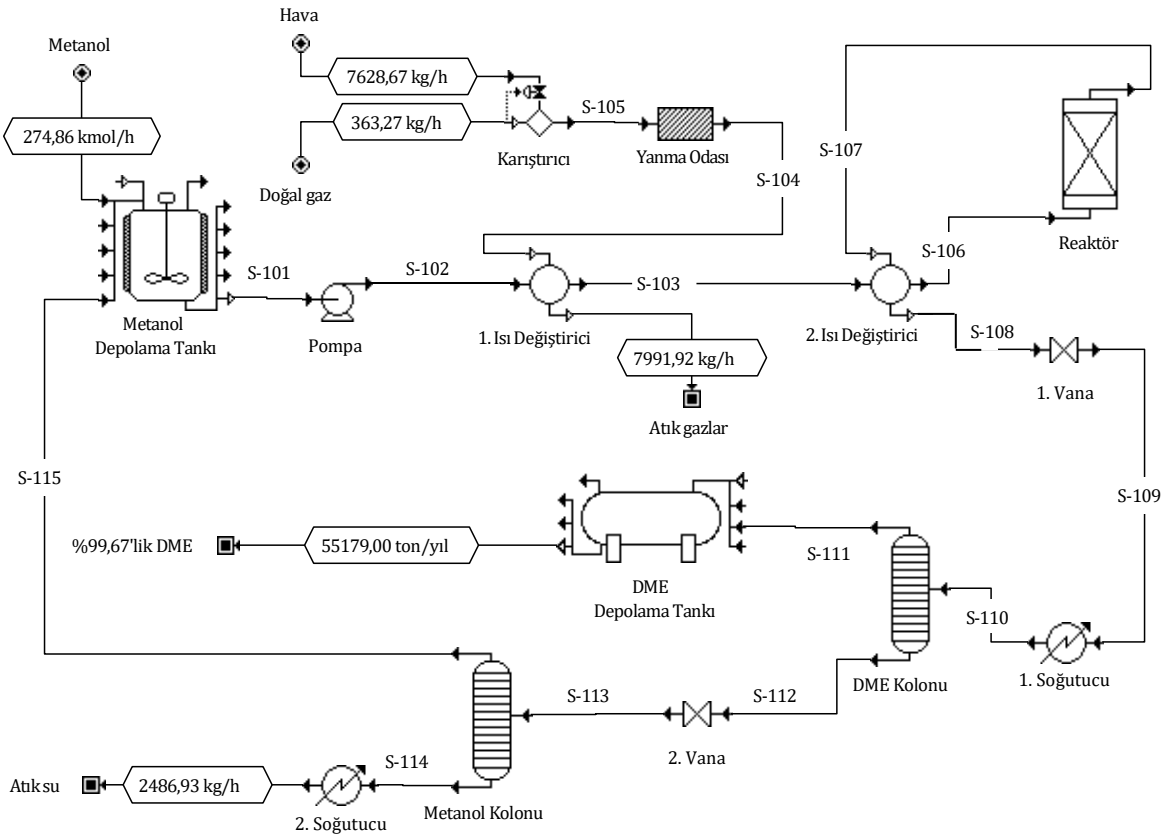 Hava
Metanol
7628,67 kg/h
S-105
274,86 kmol/h
363,27 kg/h
Karıştırıcı
Yanma Odası
S-107
S-104
Doğal gaz
S-106
Reaktör
S-101
S-102
S-103
Metanol
Depolama Tankı
Pompa
1. Isı Değiştirici
2. Isı Değiştirici
S-108
7991,92 kg/h
1. Vana
Atık gazlar
S-115
S-109
%99,67'lik DME
55179,00 ton/yıl
S-111
DME
Depolama Tankı
S-110
DME Kolonu
1. Soğutucu
S-113
S-112
2. Vana
S-114
Atık su
2486,93 kg/h
Metanol Kolonu
2. Soğutucu